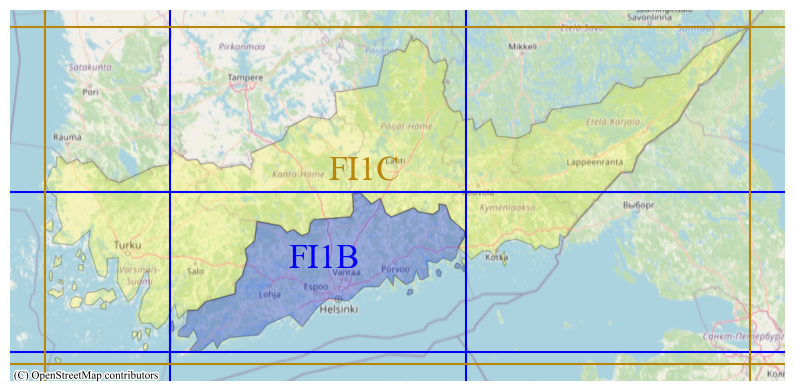 Savonlinna
Mikkeli
Etelä-Savo
Pirkanmaa
Satakunta
Tampere
Pori
Rauma
Päijät-Häme
Etelä-Karjala
Lahti
Lappeenranta
Kanta-Häme
FI1C
Kymenlaakso
Выборг
Turku
FI1B
Varsinais-
Suomi
Salo
Vantaa
Porvoo
Kotka
Espoo
Lohja
Helsinki
Санкт-Петербург
(C) OpenStreetMap contributors